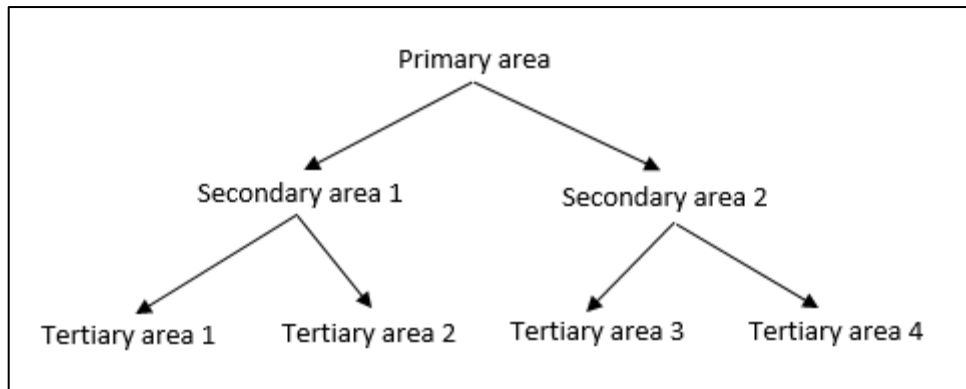 Primary area
Secondary area 1
Secondary area 2
Tertiary area 1
Tertiary area 2
Tertiary area 3
Tertiary area 4